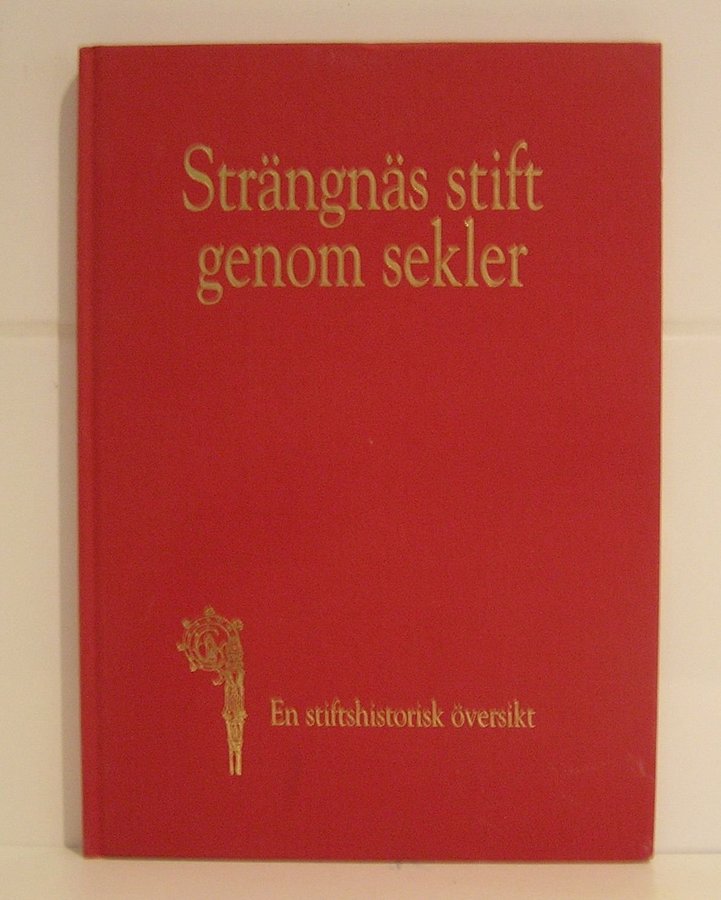 Strängnäs stift
genom sekler
En stiftshistorisk översikt